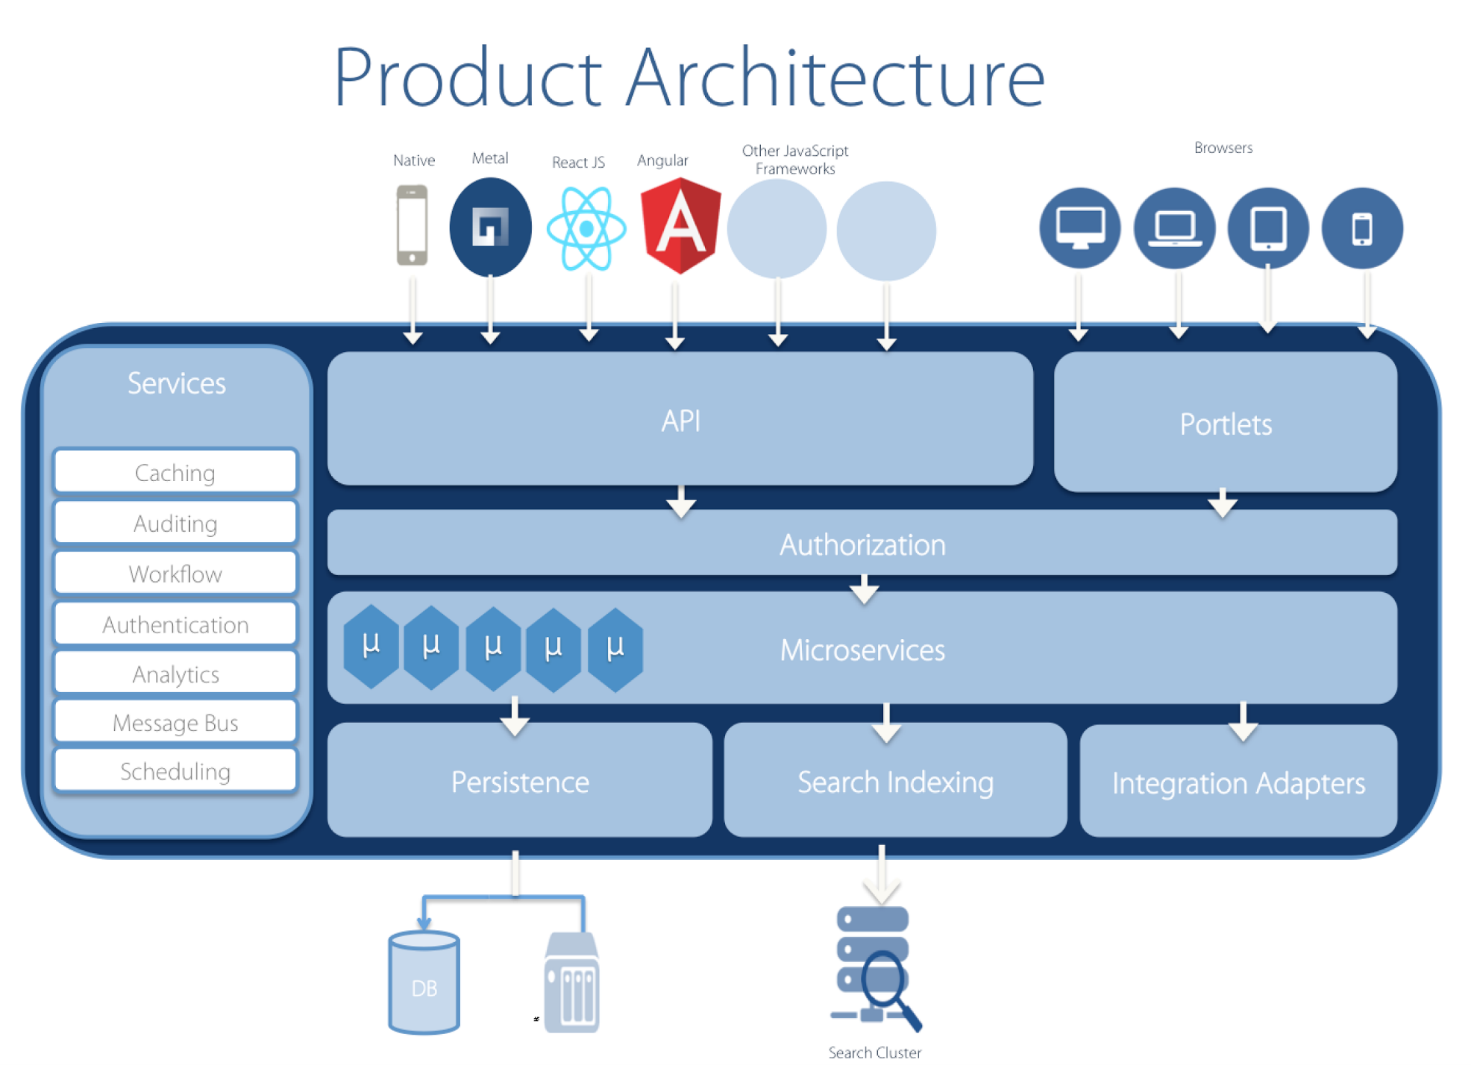 Product Architecture
Native
Metal
React JS
Angular
Other JavaScript
Frameworks
Browsers
A
Services
Caching
Auditing
Workflow
Authentication
Analytics
Message Bus
Scheduling
API
Portlets
Authorization
μ μ μ μ μ
Microservices
Persistence
Search Indexing
Integration Adapters
DB
Search Cluster